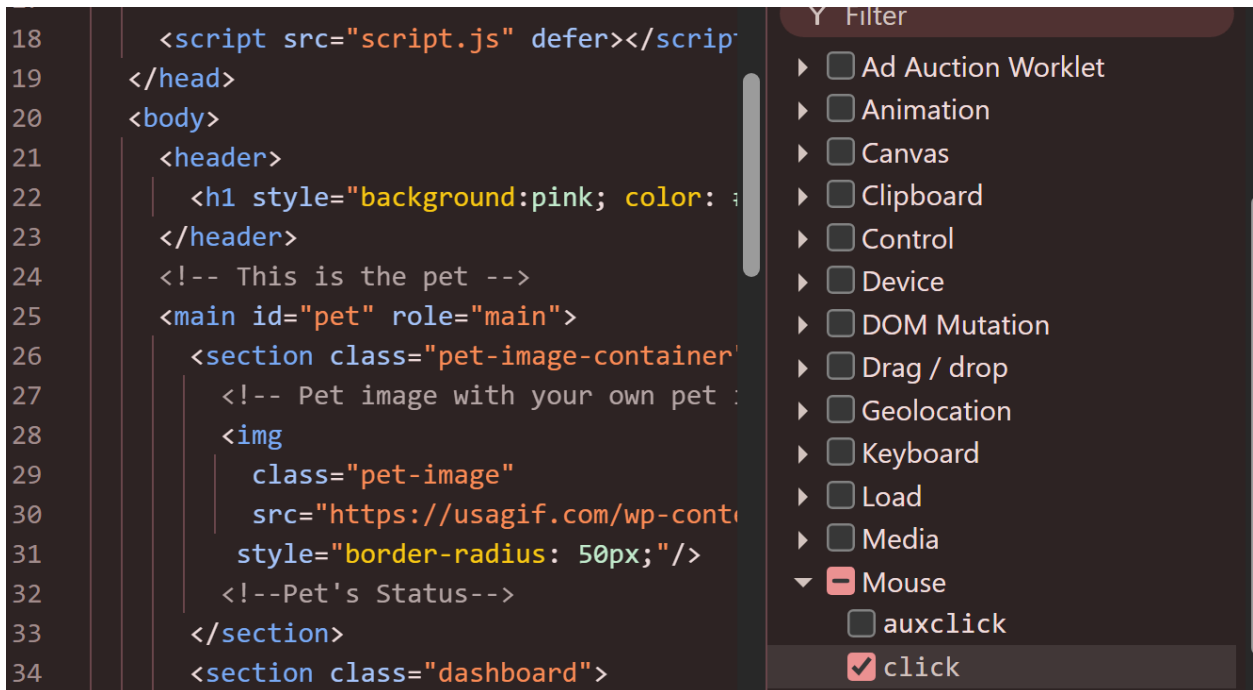 18 <script src="script.js" defer></scrip
19 </head>
20 <body>
21 <header>
22 <h1 style="background:pink; color:
23 </header>
24 <!-- This is the pet -->
25 <main id="pet" role="main">
26 <section class="pet-image-container"
27 <!-- Pet image with your own pet
28 <img
29 class="pet-image"
30 src="https://usagif.com/wp-cont
31 style="border-radius: 50px;"/>
32 <!--Pet's Status-->
33 </section>
34 <section class="dashboard">
Filter
Ad Auction Worklet
Animation
Canvas
Clipboard
Control
Device
DOM Mutation
Drag / drop
Geolocation
Keyboard
Load
Media
Mouse
auxclick
click